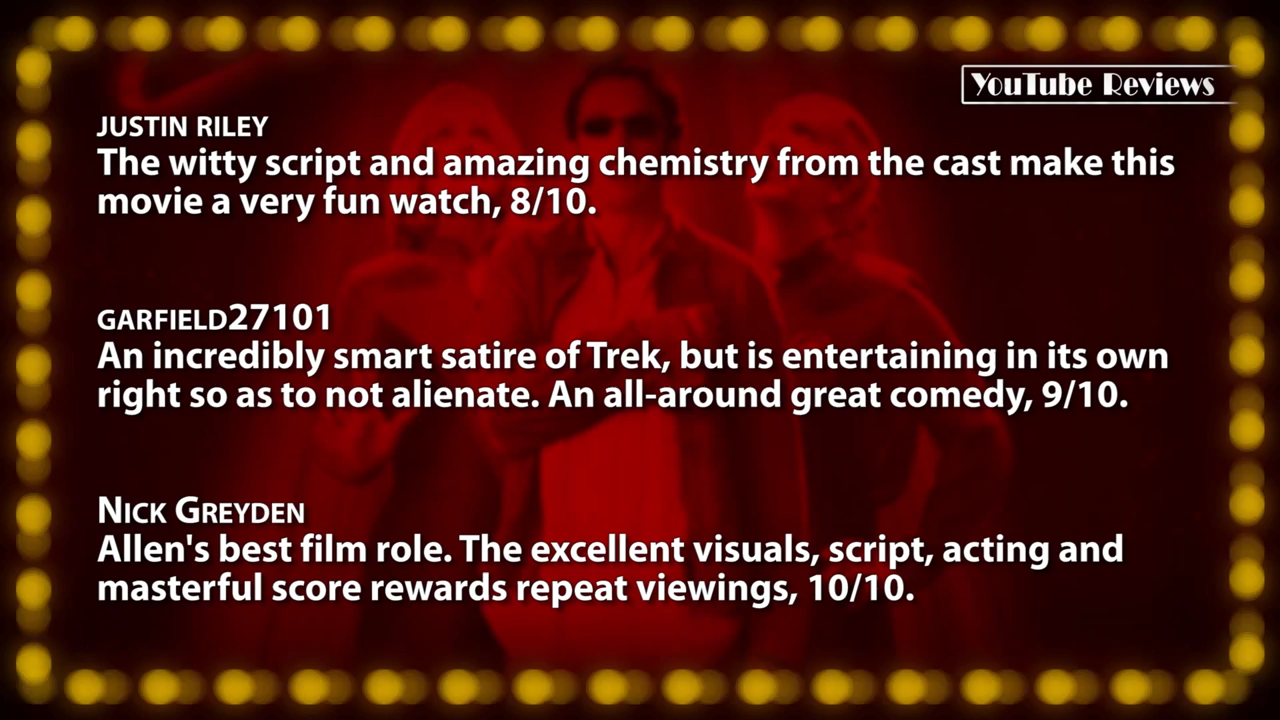 YouTube Reviews
JUSTIN RILEY
The witty script and amazing chemistry from the cast make this
movie a very fun watch, 8/10.
GARFIELD27101
An incredibly smart satire of Trek, but is entertaining in its own
right so as to not alienate. An all-around great comedy, 9/10.
NICK GREYDEN
Allen's best film role. The excellent visuals, script, acting and
masterful score rewards repeat viewings, 10/10.